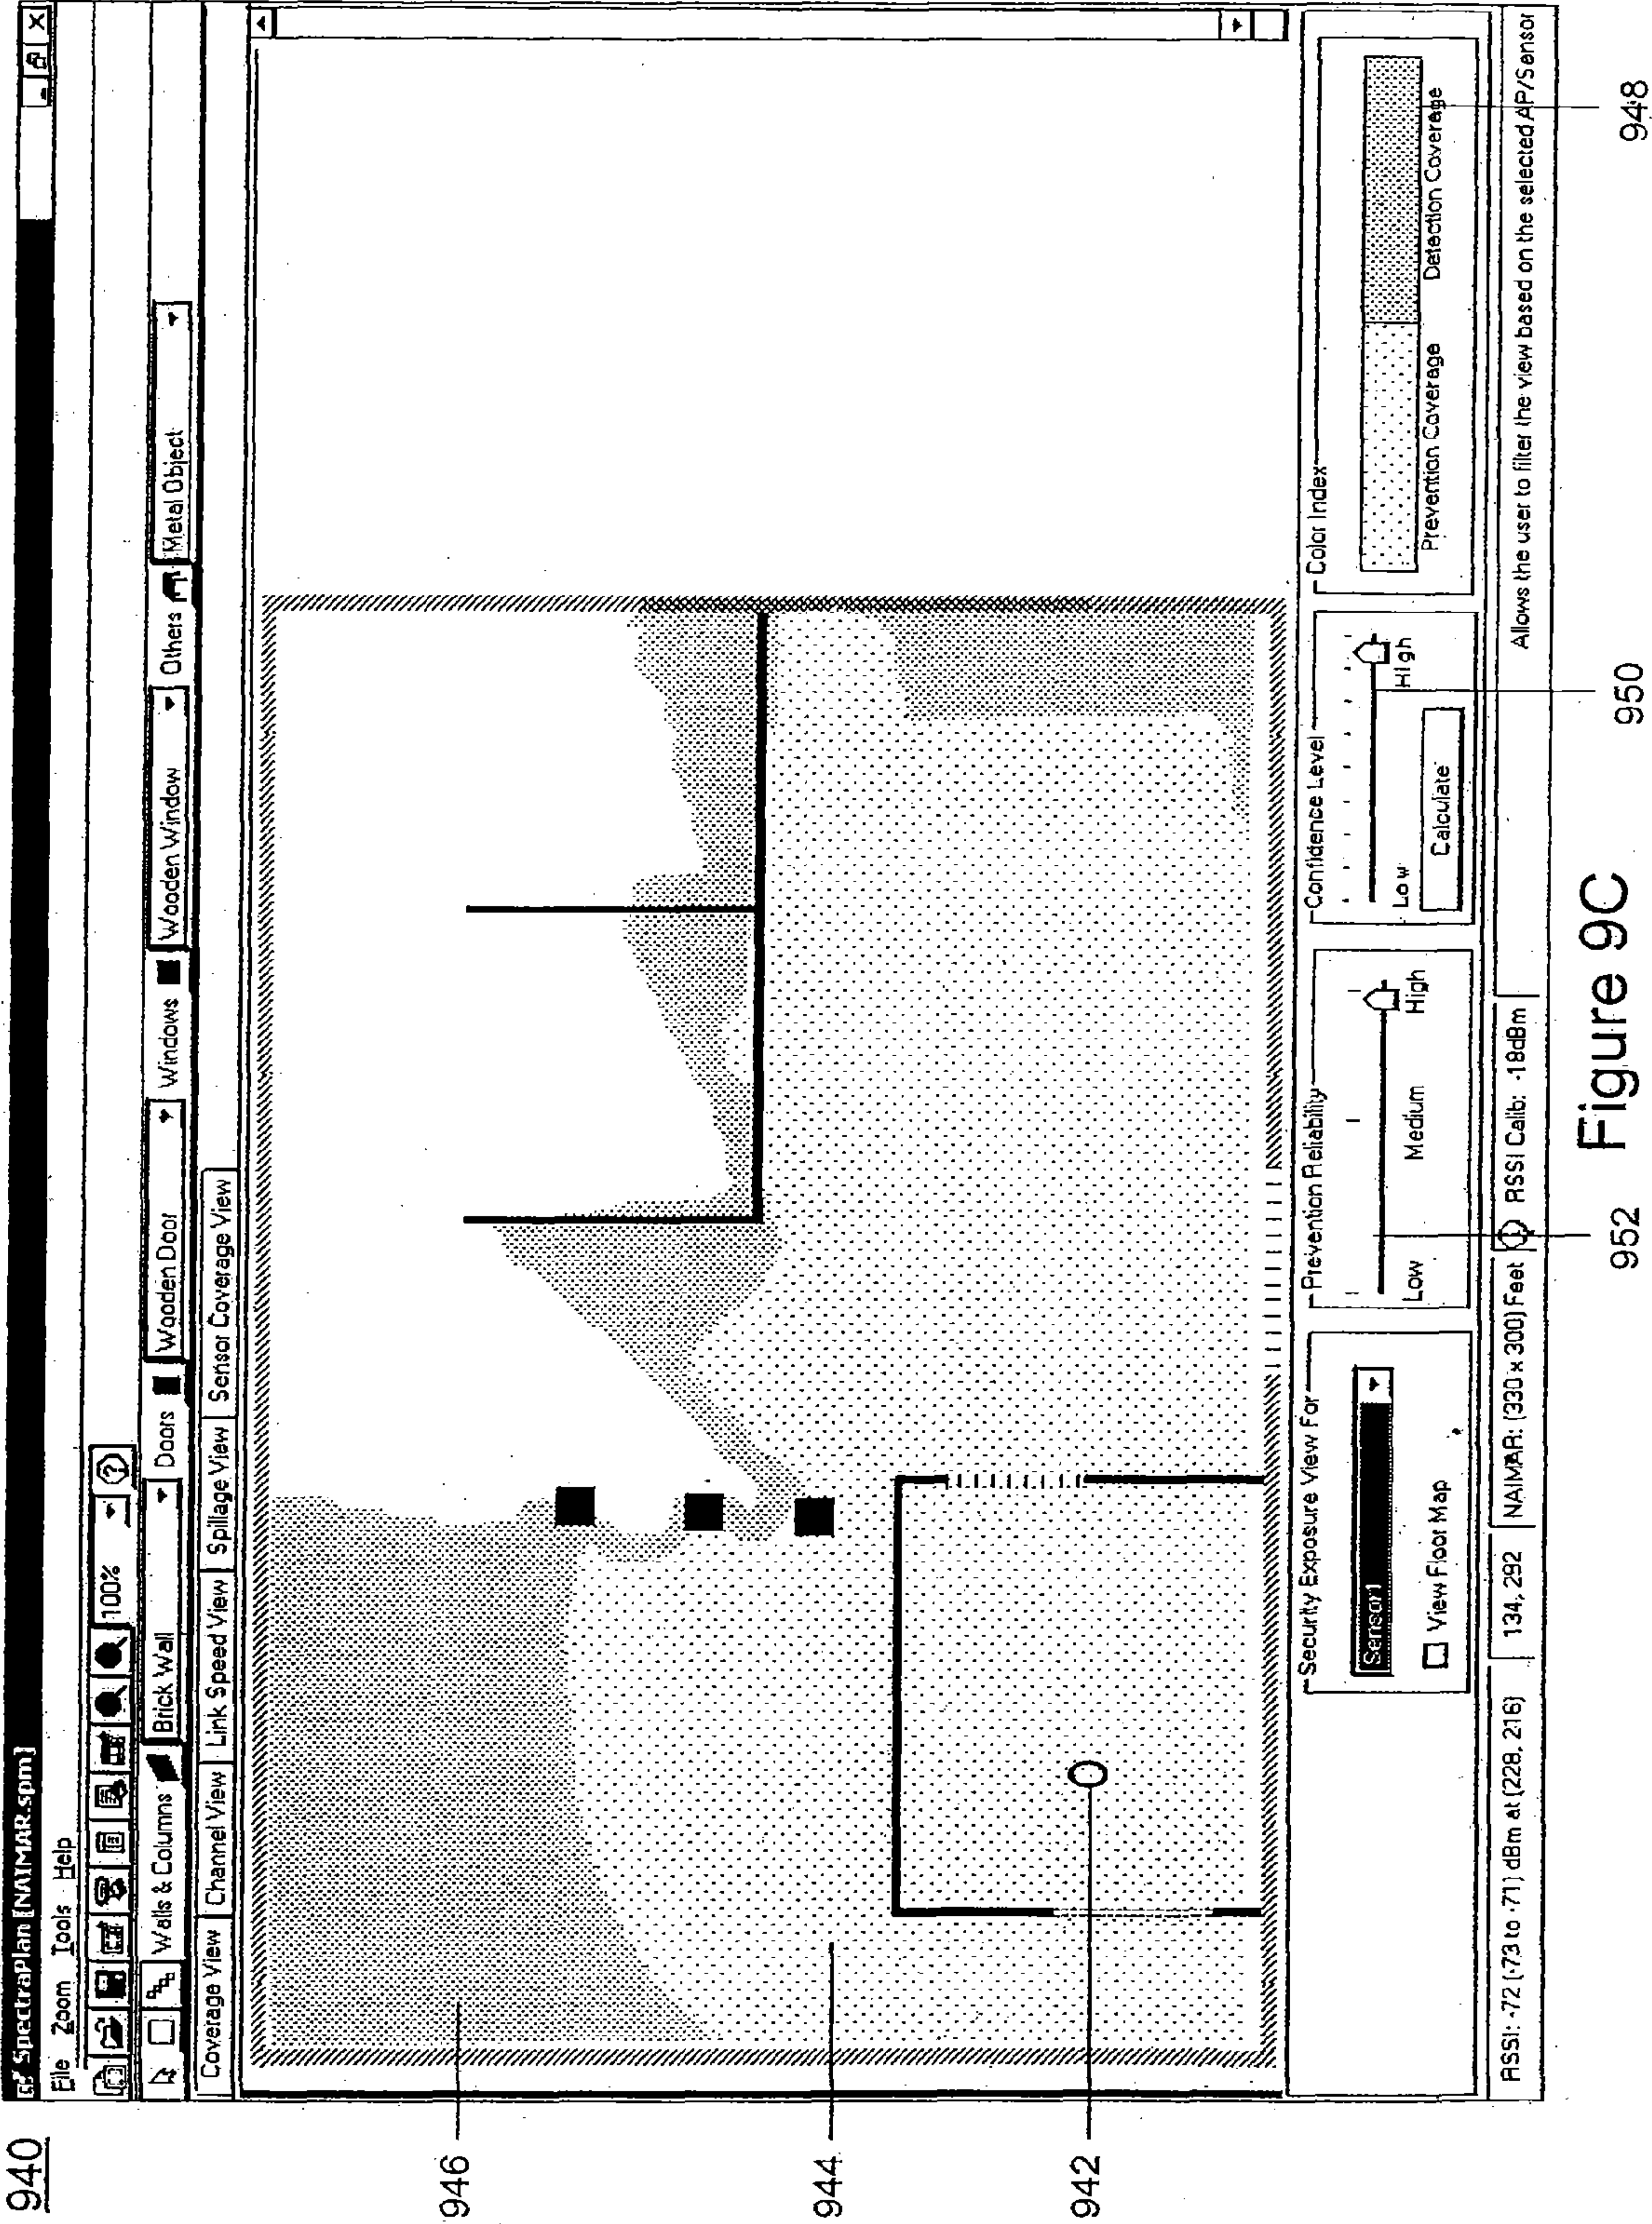 940
SpectraPlan [NAIMAR.spm]
File Zoom Tools Help
100%
?
Walls & Columns Brick Wall Doors Wooden Door Windows Wooden Window Others Metal Object
Coverage View Channel View Link Speed View Spillage View Sensor Coverage View
946
944
942
Security Exposure View For
Sensor1
View Floor Map
Prevention Reliability
Low Medium High
Confidence Level
Low High
Calculate
Color Index
Prevention Coverage Detection Coverage
RSSI: -72 (-73 to -71) dBm at (228, 216) 134, 292 NAIMAR: (330 x 300) Feet RSSI Calib: -18dBm Allows the user to filter the view based on the selected AP/Sensor
952 950 948
Figure 9C